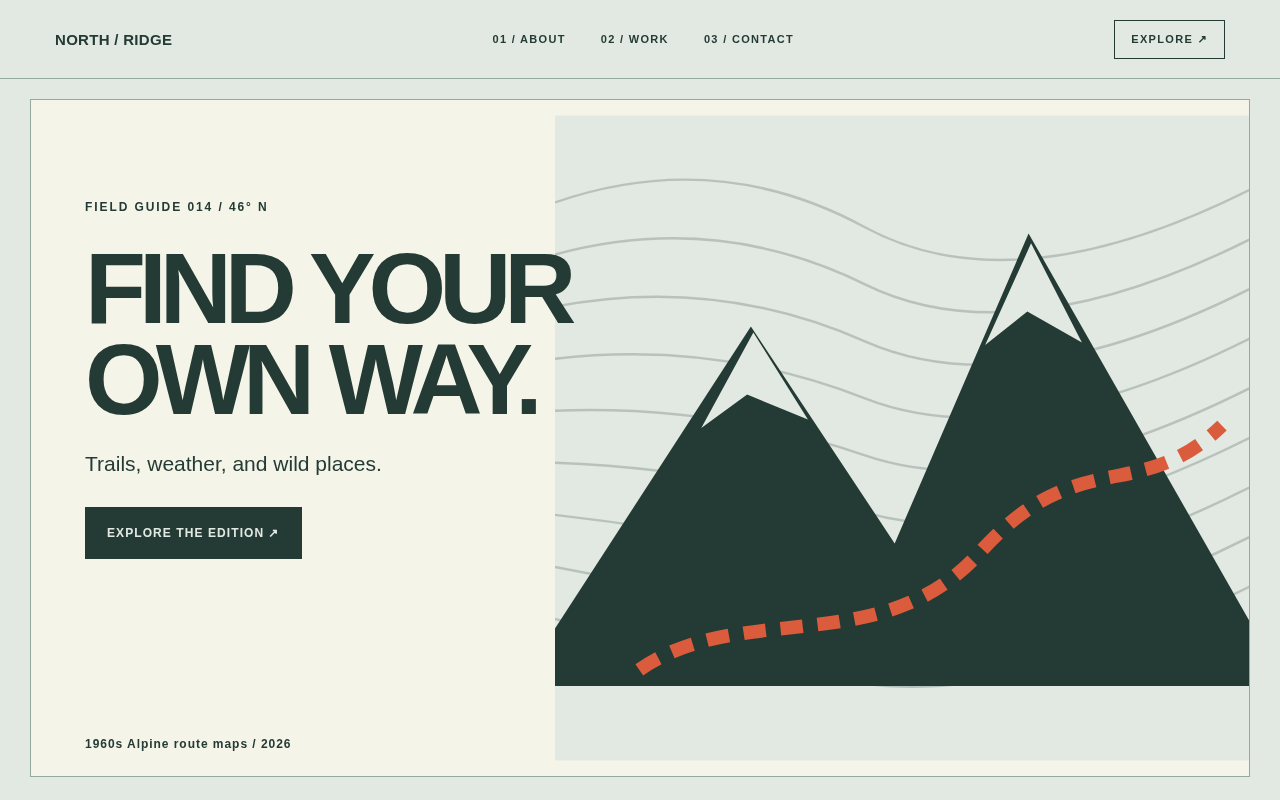 NORTH / RIDGE
01 / ABOUT
02 / WORK
03 / CONTACT
EXPLORE ↗
FIELD GUIDE 014 / 46° N
FIND YOUR
OWN WAY.
Trails, weather, and wild places.
EXPLORE THE EDITION ↗
1960s Alpine route maps / 2026